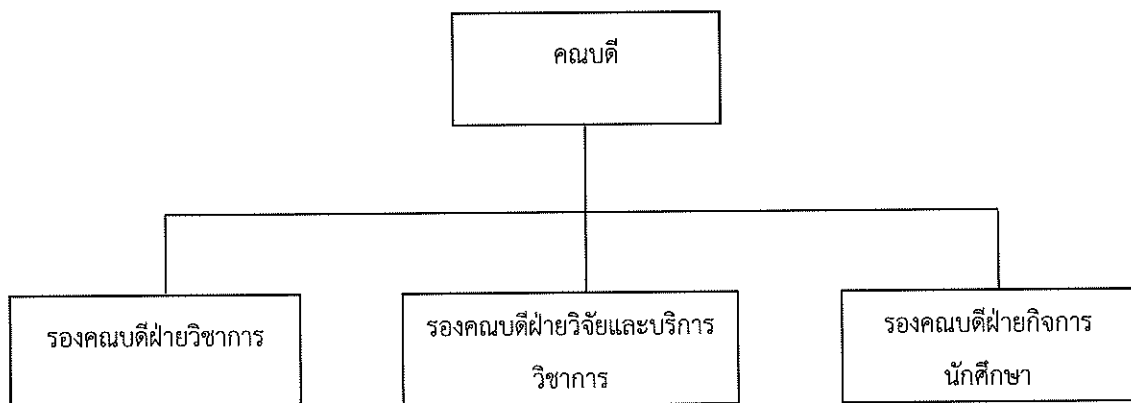 คณบดี
รองคณบดีฝ่ายวิชาการ
รองคณบดีฝ่ายวิจัยและบริการ
วิชาการ
รองคณบดีฝ่ายกิจการ
นักศึกษา